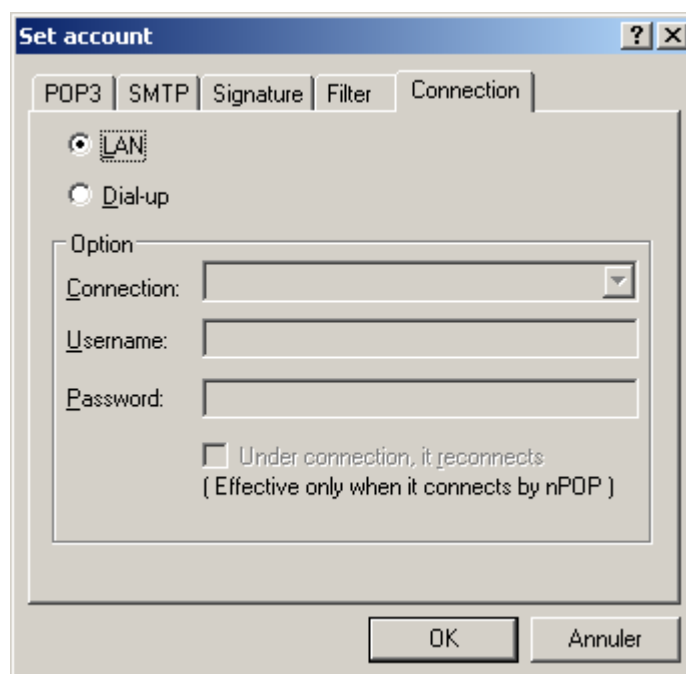 Set account
POP3 SMTP Signature Filter Connection
LAN
Dial-up
Option
Connection:
Username:
Password:
Under connection, it reconnects
( Effective only when it connects by nPOP )
OK Annuler